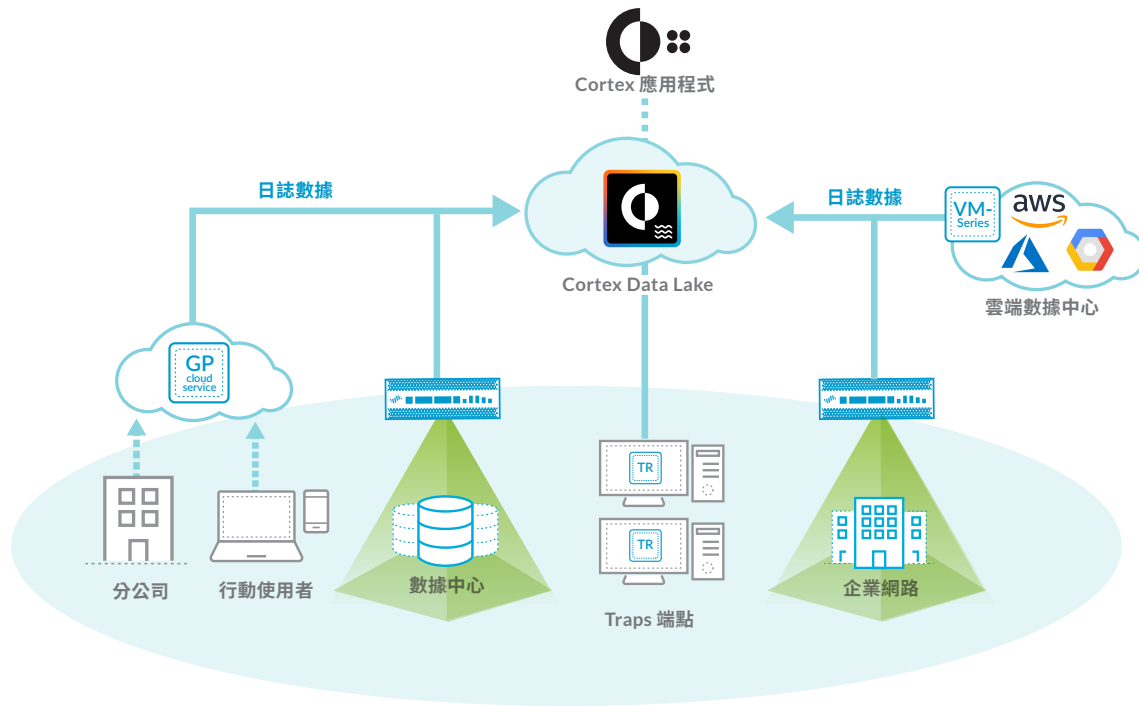 Cortex 應用程式
日誌數據
日誌數據
VM-
Series
aws
Cortex Data Lake
雲端數據中心
GP
cloud
service
TR
TR
分公司
行動使用者
數據中心
Traps 端點
企業網路